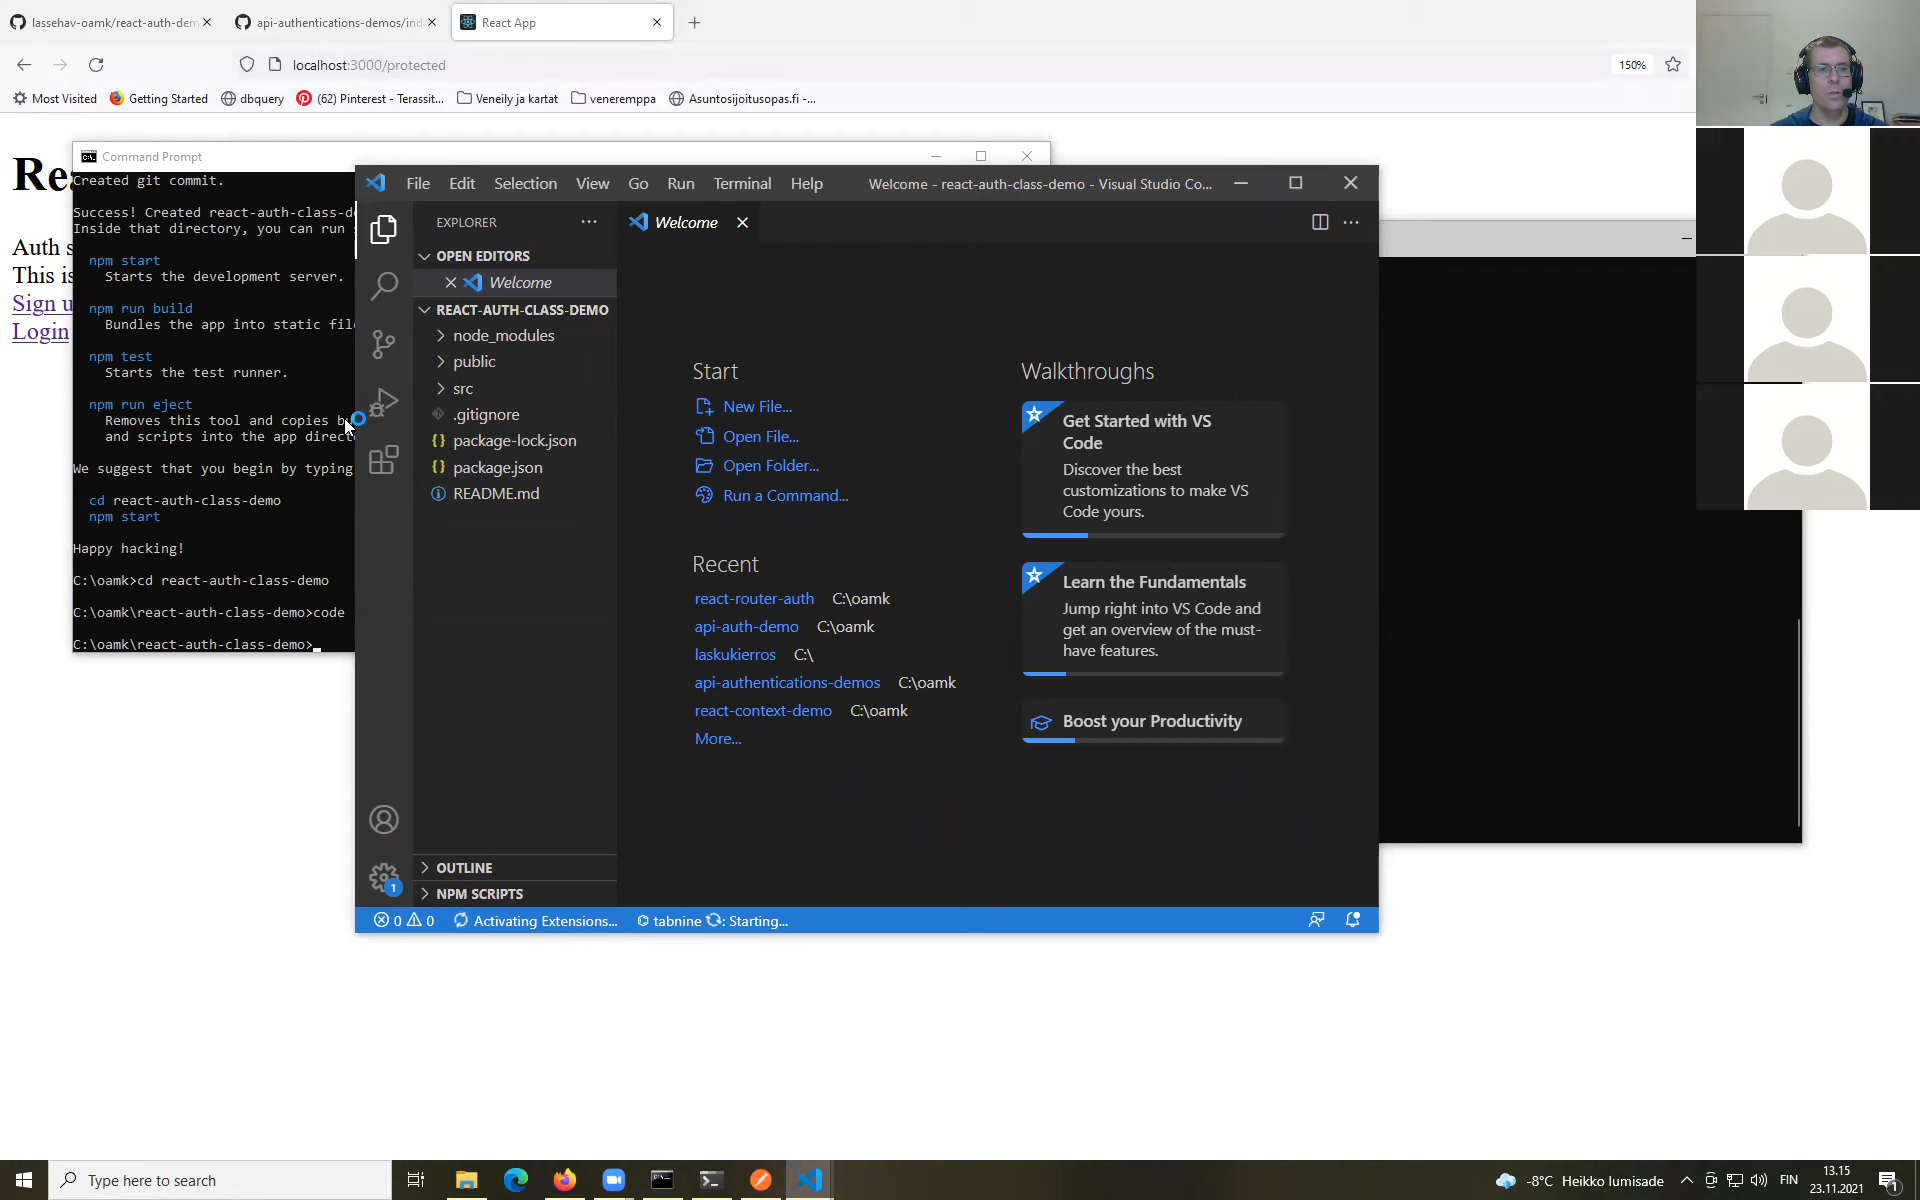 lassehav-oamk/react-auth-den
api-authentications-demos/ind
React App
localhost:3000/protected
150%
Most Visited
Getting Started
dbquery
(62) Pinterest - Terassit...
Veneily ja kartat
veneremppa
Asuntosijoitusopas.fi -...
Auth s
This is
Sign u
Login
Command Prompt
Created git commit.
Success! Created react-auth-class-d
Inside that directory, you can run
npm start
Starts the development server.
npm run build
Bundles the app into static fil
npm test
Starts the test runner.
npm run eject
Removes this tool and copies b
and scripts into the app direct
We suggest that you begin by typing
cd react-auth-class-demo
npm start
Happy hacking!
C:\oamk>cd react-auth-class-demo
C:\oamk\react-auth-class-demo>code
C:\oamk\react-auth-class-demo>
File Edit Selection View Go Run Terminal Help
Welcome - react-auth-class-demo - Visual Studio Co...
EXPLORER
OPEN EDITORS
Welcome
REACT-AUTH-CLASS-DEMO
node_modules
public
src
.gitignore
package-lock.json
package.json
README.md
OUTLINE
NPM SCRIPTS
Welcome
Start
New File...
Open File...
Open Folder...
Run a Command...
Recent
react-router-auth C:\oamk
api-auth-demo C:\oamk
laskukierros C:\
api-authentications-demos C:\oamk
react-context-demo C:\oamk
More...
Walkthroughs
Get Started with VS
Code
Discover the best
customizations to make VS
Code yours.
Learn the Fundamentals
Jump right into VS Code and
get an overview of the must-
have features.
Boost your Productivity
1
0 0 Activating Extensions... tabnine : Starting...
Type here to search
-8°C Heikko lumisade
FIN
13.15
23.11.2021
1